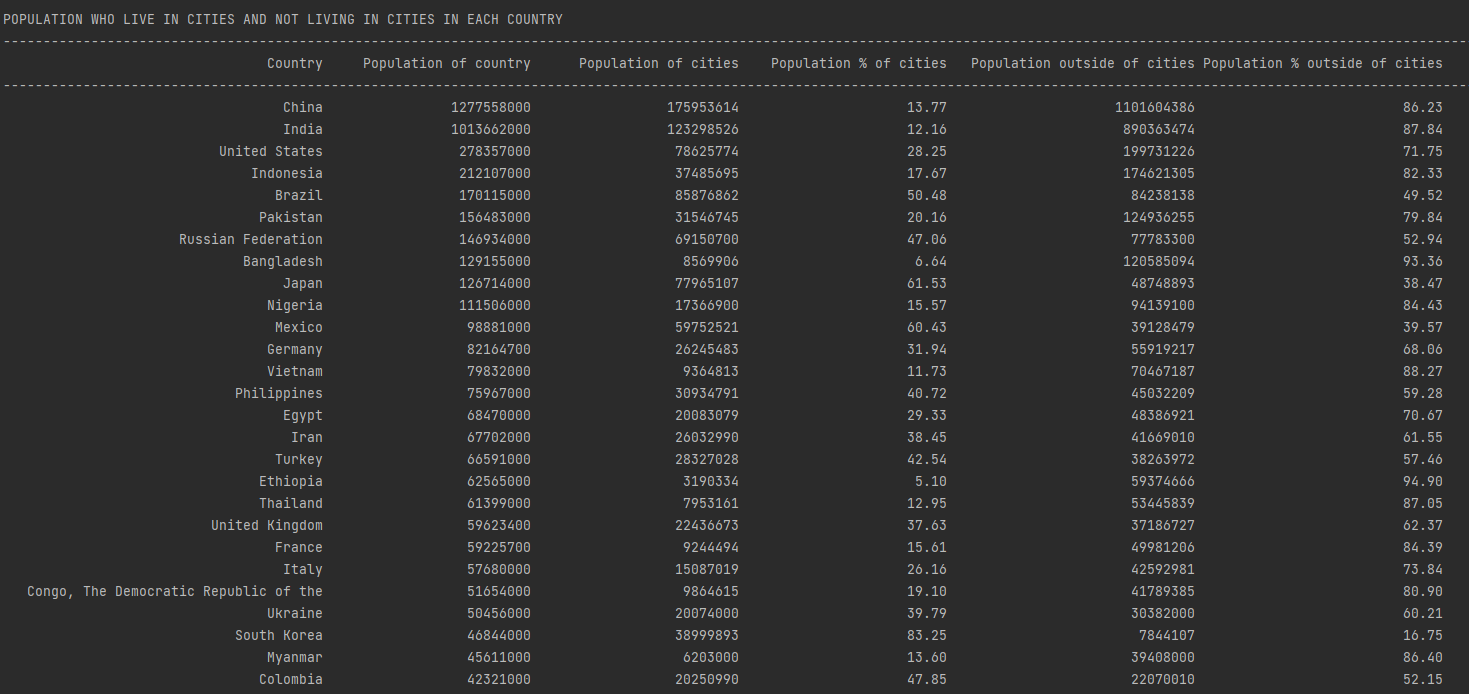 POPULATION WHO LIVE IN CITIES AND NOT LIVING IN CITIES IN EACH COUNTRY
Country Population of country Population of cities Population % of cities Population outside of cities Population % outside of cities
China 1277558000 175953614 13.77 1101604386 86.23
India 1013662000 123298526 12.16 890363474 87.84
United States 278357000 78625774 28.25 199731226 71.75
Indonesia 212107000 37485695 17.67 174621305 82.33
Brazil 170115000 85876862 50.48 84238138 49.52
Pakistan 156483000 31546745 20.16 124936255 79.84
Russian Federation 146934000 69150700 47.06 77783300 52.94
Bangladesh 129155000 8569906 6.64 120585094 93.36
Japan 126714000 77965107 61.53 48748893 38.47
Nigeria 111506000 17366900 15.57 94139100 84.43
Mexico 98881000 59752521 60.43 39128479 39.57
Germany 82164700 26245483 31.94 55919217 68.06
Vietnam 79832000 9364813 11.73 70467187 88.27
Philippines 75967000 30934791 40.72 45032209 59.28
Egypt 68470000 20083079 29.33 48386921 70.67
Iran 67702000 26032990 38.45 41669010 61.55
Turkey 66591000 28327028 42.54 38263972 57.46
Ethiopia 62565000 3190334 5.10 59374666 94.90
Thailand 61399000 7953161 12.95 53445839 87.05
United Kingdom 59623400 22436673 37.63 37186727 62.37
France 59225700 9244494 15.61 49981206 84.39
Italy 57680000 15087019 26.16 42592981 73.84
Congo, The Democratic Republic of the 51654000 9864615 19.10 41789385 80.90
Ukraine 50456000 20074000 39.79 30382000 60.21
South Korea 46844000 38999893 83.25 7844107 16.75
Myanmar 45611000 6203000 13.60 39408000 86.40
Colombia 42321000 20250990 47.85 22070010 52.15